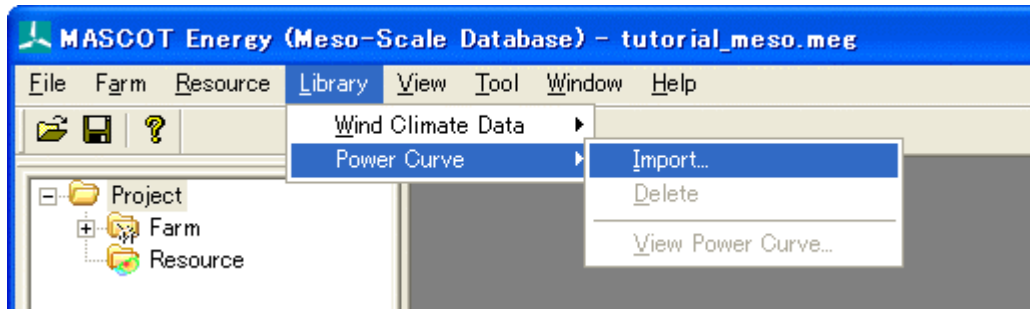 MASCOT Energy (Meso-Scale Database) - tutorial_meso.meg
File Farm Resource Library View Tool Window Help
Wind Climate Data
Power Curve
Import...
Delete
View Power Curve...
Project
Farm
Resource